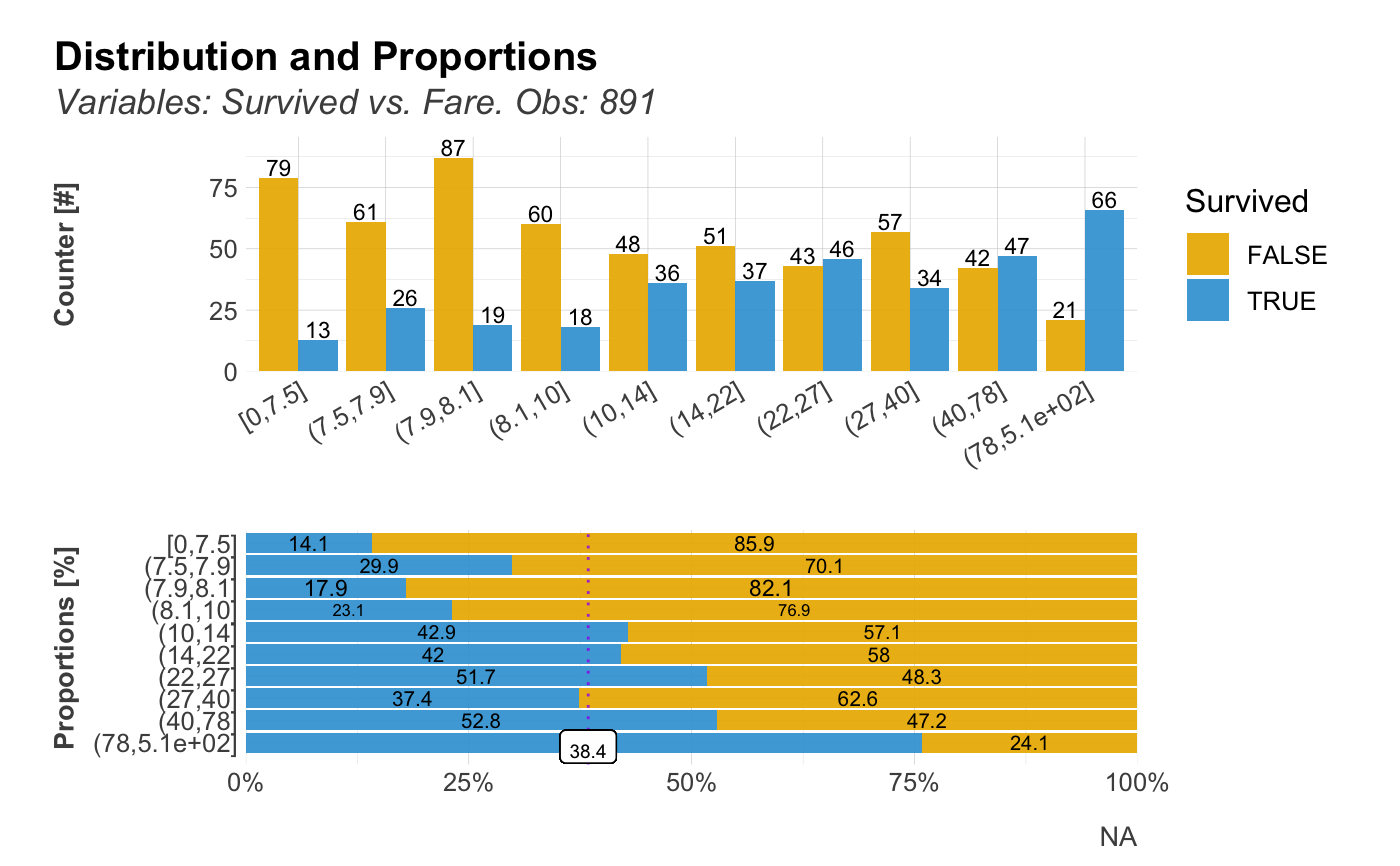 Distribution and Proportions
Variables: Survived vs. Fare. Obs: 891
Counter [#]
75
50
25
0
79
13
61
26
87
19
60
18
48
36
51
37
43
46
57
34
42
47
21
66
[0,7.5]
(7.5,7.9]
(7.9,8.1]
(8.1,10]
(10,14]
(14,22]
(22,27]
(27,40]
(40,78]
(78,5.1e+02]
Survived
FALSE
TRUE
Proportions [%]
[0,7.5] 14.1 85.9
(7.5,7.9] 29.9 70.1
(7.9,8.1] 17.9 82.1
(8.1,10] 23.1 76.9
(10,14] 42.9 57.1
(14,22] 42 58
(22,27] 51.7 48.3
(27,40] 37.4 62.6
(40,78] 52.8 47.2
(78,5.1e+02] 24.1
38.4
0% 25% 50% 75% 100%
NA